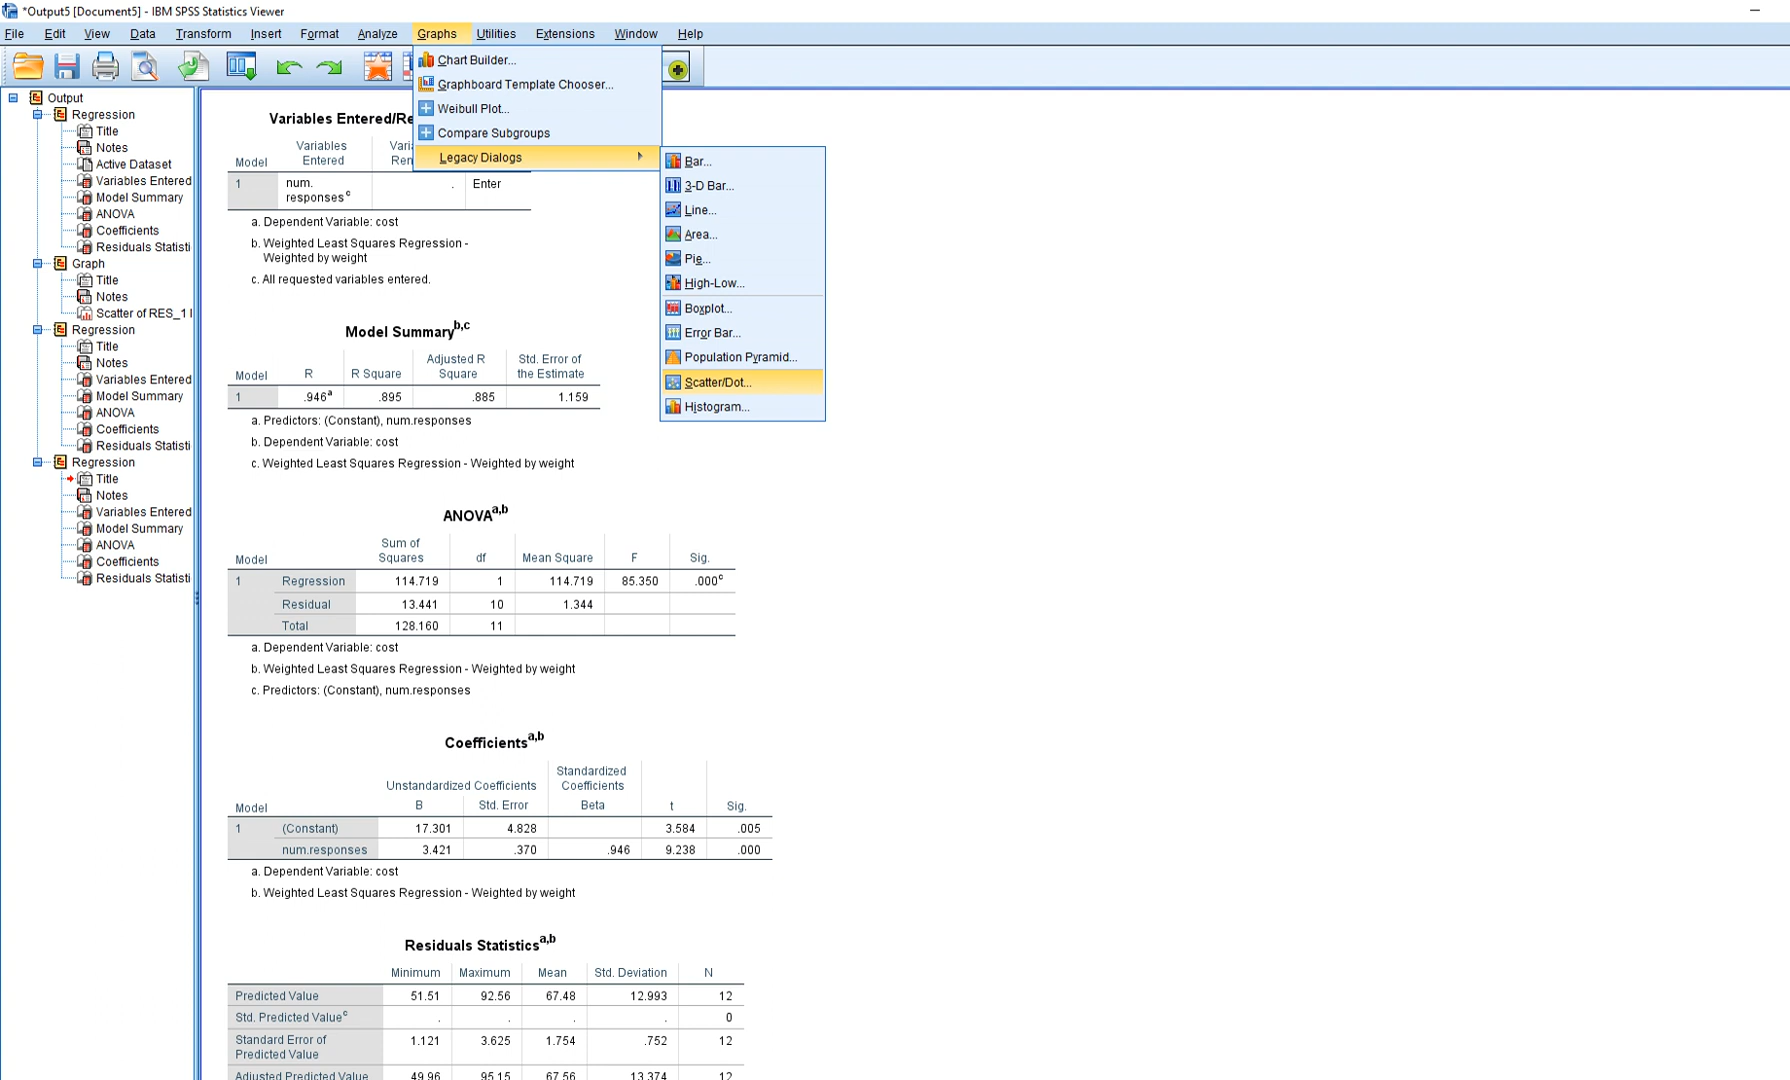 *Output5 [Document5] - IBM SPSS Statistics Viewer
File Edit View Data Transform Insert Format Analyze Graphs Utilities Extensions Window Help
Chart Builder...
Graphboard Template Chooser...
Weibull Plot...
Compare Subgroups
Legacy Dialogs
Bar...
3-D Bar...
Line...
Area...
Pie...
High-Low...
Boxplot...
Error Bar...
Population Pyramid...
Scatter/Dot...
Histogram...
Output
Regression
Title
Notes
Active Dataset
Variables Entered
Model Summary
ANOVA
Coefficients
Residuals Statisti
Graph
Title
Notes
Scatter of RES_1
Regression
Title
Notes
Variables Entered
Model Summary
ANOVA
Coefficients
Residuals Statisti
Regression
Title
Notes
Variables Entered
Model Summary
ANOVA
Coefficients
Residuals Statisti
Variables Entered/Re
Model Variables Entered Vari Ren
1 num. responses c . Enter
a. Dependent Variable: cost
b. Weighted Least Squares Regression -
Weighted by weight
c. All requested variables entered.
Model Summary b,c
Model R R Square Adjusted R Square Std. Error of the Estimate
1 .946 a .895 .885 1.159
a. Predictors: (Constant), num.responses
b. Dependent Variable: cost
c. Weighted Least Squares Regression - Weighted by weight
ANOVA a,b
Model Sum of Squares df Mean Square F Sig.
1 Regression 114.719 1 114.719 85.350 .000 c
Residual 13.441 10 1.344
Total 128.160 11
a. Dependent Variable: cost
b. Weighted Least Squares Regression - Weighted by weight
c. Predictors: (Constant), num.responses
Coefficients a,b
Unstandardized Coefficients Standardized Coefficients
Model B Std. Error Beta t Sig.
1 (Constant) 17.301 4.828 3.584 .005
num.responses 3.421 .370 .946 9.238 .000
a. Dependent Variable: cost
b. Weighted Least Squares Regression - Weighted by weight
Residuals Statistics a,b
Minimum Maximum Mean Std. Deviation N
Predicted Value 51.51 92.56 67.48 12.993 12
Std. Predicted Value c . . . . 0
Standard Error of Predicted Value 1.121 3.625 1.754 .752 12
Adjusted Predicted Value 49.96 95.15 67.56 13.374 12